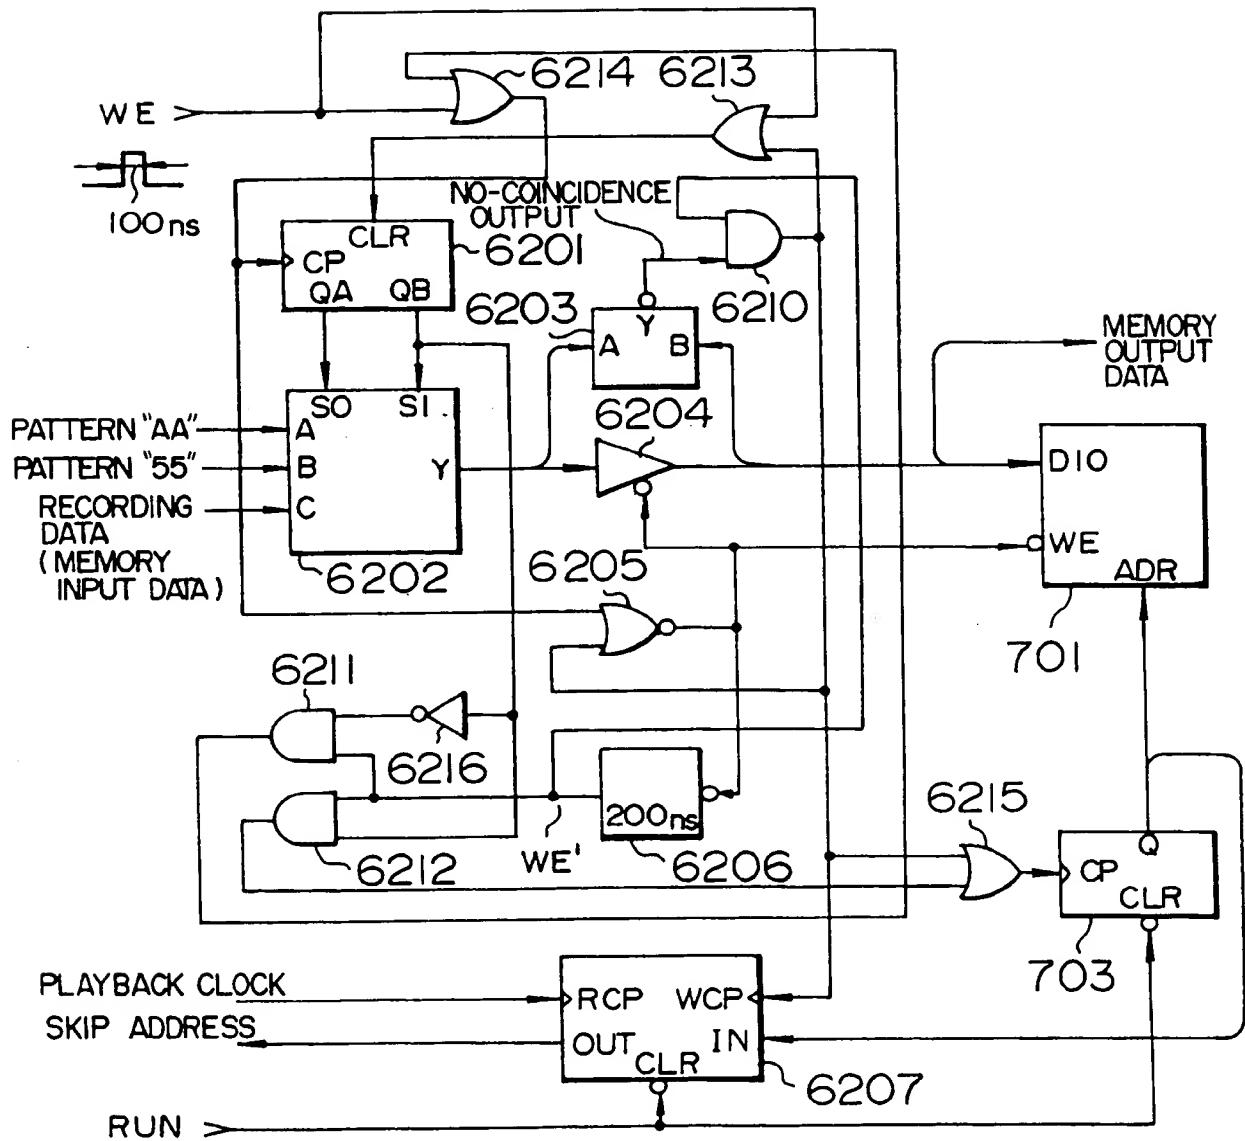 6214 6213
WE
100ns
NO-COINCIDENCE
OUTPUT
CLR
CP
QA QB
6201
6203
Y
A B
6210
MEMORY
OUTPUT
DATA
S0 S1
6204
PATTERN "AA"
PATTERN "55"
RECORDING
DATA
(MEMORY
INPUT DATA)
A
B
C
Y
6202
DIO
WE
ADR
701
6205
6211
6216
6212
WE'
200ns
6206
6215
Q
CP
CLR
703
PLAYBACK CLOCK
SKIP ADDRESS
RCP WCP
OUT IN
CLR
6207
RUN